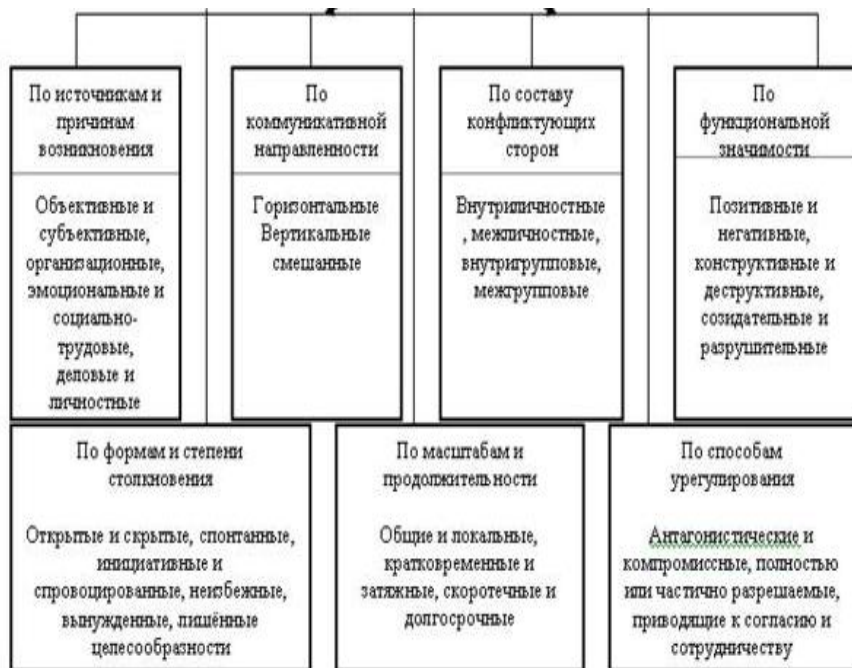 По источникам и
причинам
возникновения
Объективные и
субъективные,
организационные,
эмоциональные и
социально-
трудовые,
деловые и
личностные
По
коммуникативной
направленности
Горизонтальные
Вертикальные
смешанные
По составу
конфликтующих
сторон
Внутриличностные
, межличностные,
внутригрупповые,
межгрупповые
По
функциональной
значимости
Позитивные и
негативные,
конструктивные и
деструктивные,
созидательные и
разрушительные
По формам и степени
столкновения
Открытые и скрытые, спонтанные,
инициативные и
спровоцированные, неизбежные,
вынужденные, лишённые
целесообразности
По масштабам и
продолжительности
Общие и локальные,
кратковременные и
затяжные, скоротечные и
долгосрочные
По способам
урегулирования
Антагонистические и
компромиссные, полностью
или частично разрешаемые,
приводящие к согласию и
сотрудничеству